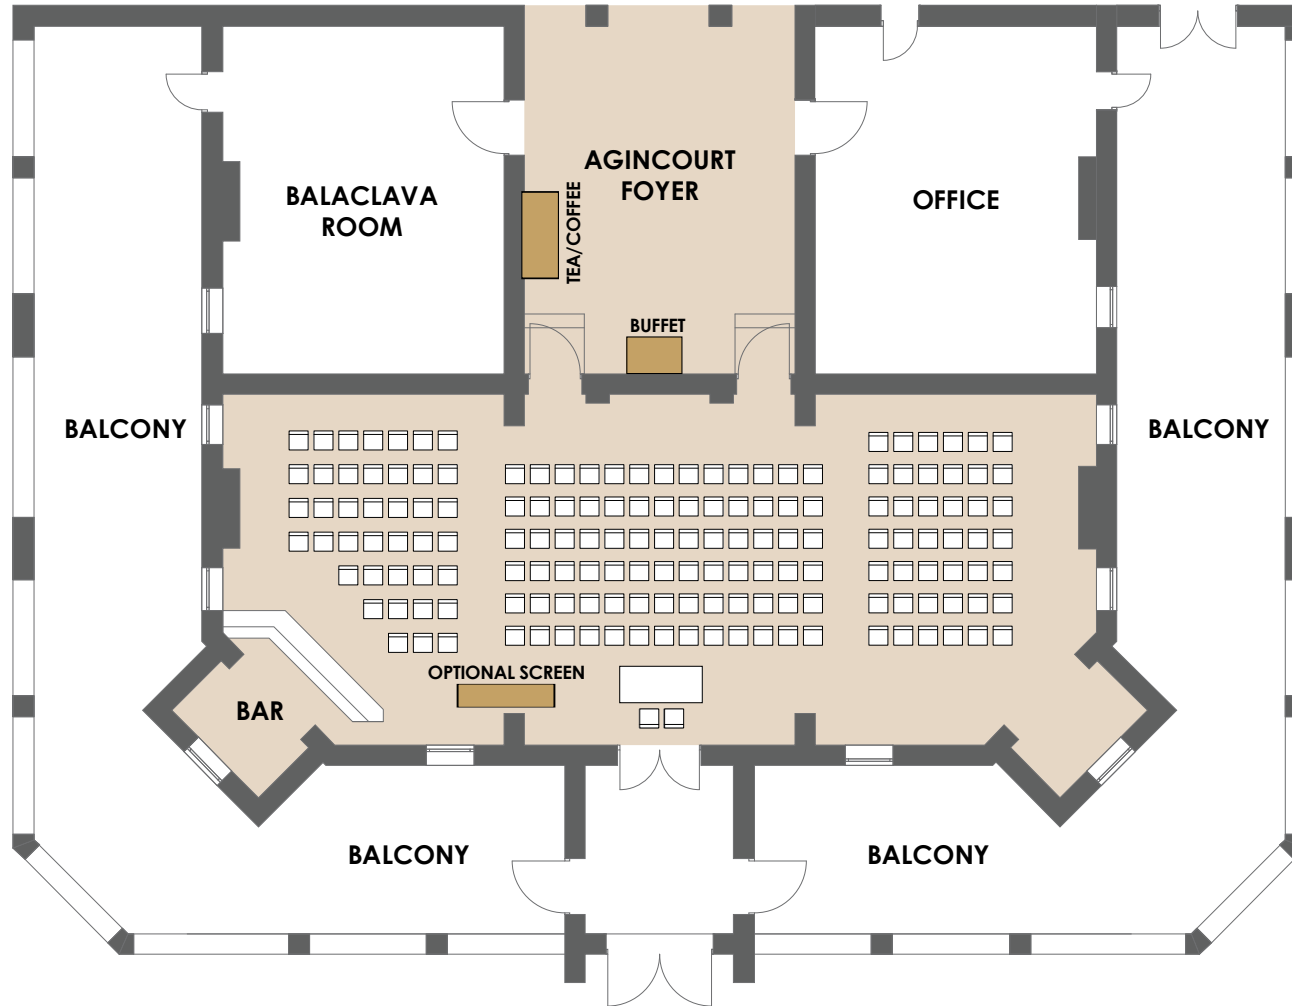 AGINCOURT
FOYER
BALACLAVA
ROOM
OFFICE
TEA/COFFEE
BUFFET
BALCONY
BALCONY
OPTIONAL SCREEN
BAR
BALCONY
BALCONY